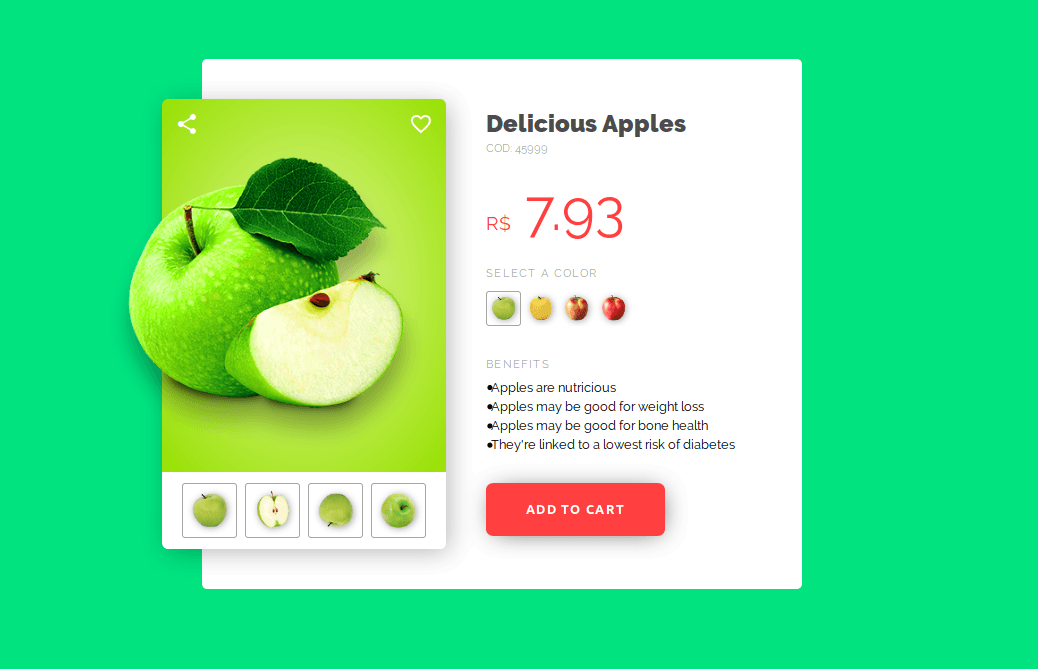 Delicious Apples
COD: 45999
R$ 7.93
SELECT A COLOR
BENEFITS
•Apples are nutricious
•Apples may be good for weight loss
•Apples may be good for bone health
•They're linked to a lowest risk of diabetes
ADD TO CART